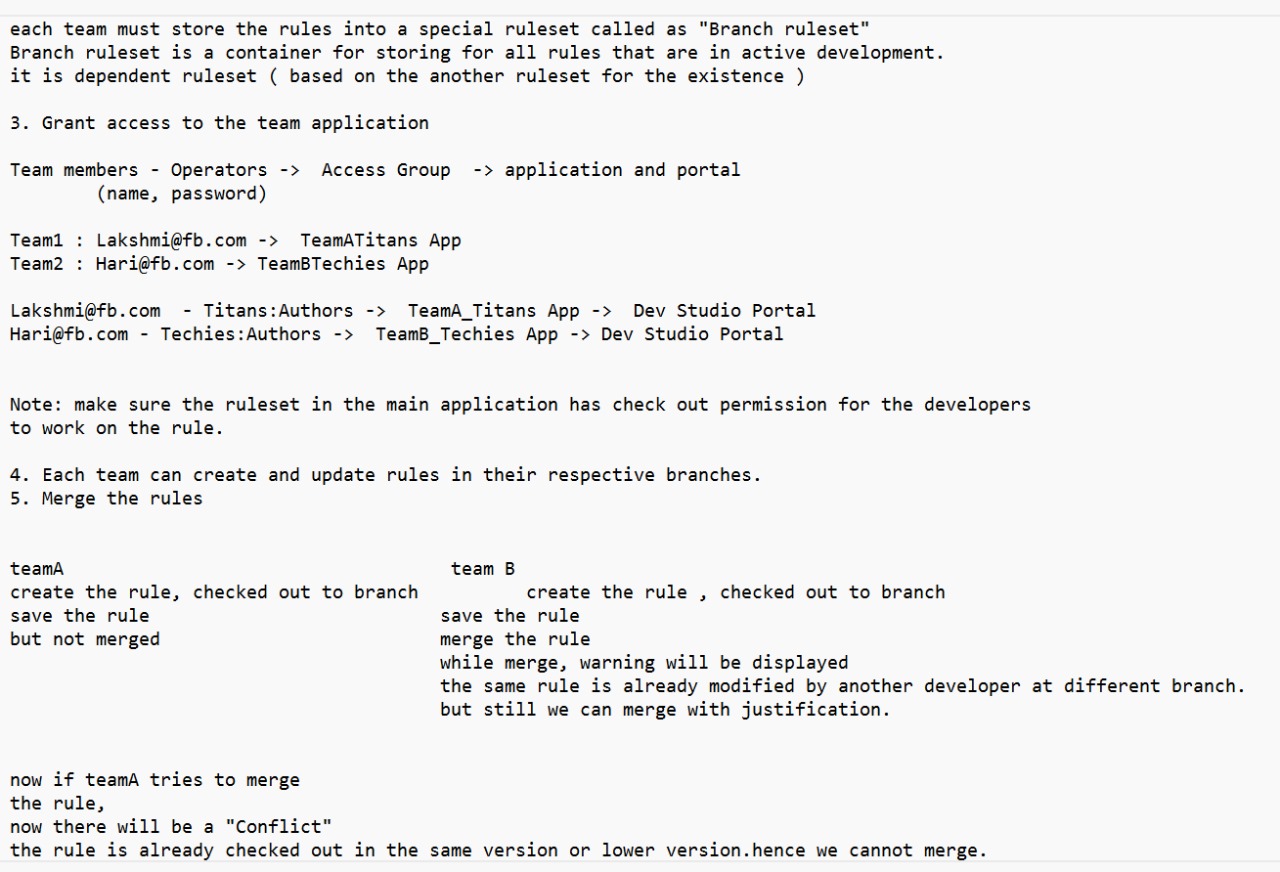 each team must store the rules into a special ruleset called as "Branch ruleset"
Branch ruleset is a container for storing for all rules that are in active development.
it is dependent ruleset ( based on the another ruleset for the existence )
3. Grant access to the team application
Team members - Operators -> Access Group -> application and portal
(name, password)
Team1 : Lakshmi@fb.com -> TeamATitans App
Team2 : Hari@fb.com -> TeamBTechies App
Lakshmi@fb.com - Titans:Authors -> TeamA_Titans App -> Dev Studio Portal
Hari@fb.com - Techies:Authors -> TeamB_Techies App -> Dev Studio Portal
Note: make sure the ruleset in the main application has check out permission for the developers
to work on the rule.
4. Each team can create and update rules in their respective branches.
5. Merge the rules
teamA team B
create the rule, checked out to branch create the rule , checked out to branch
save the rule save the rule
but not merged merge the rule
while merge, warning will be displayed
the same rule is already modified by another developer at different branch.
but still we can merge with justification.
now if teamA tries to merge
the rule,
now there will be a "Conflict"
the rule is already checked out in the same version or lower version.hence we cannot merge.